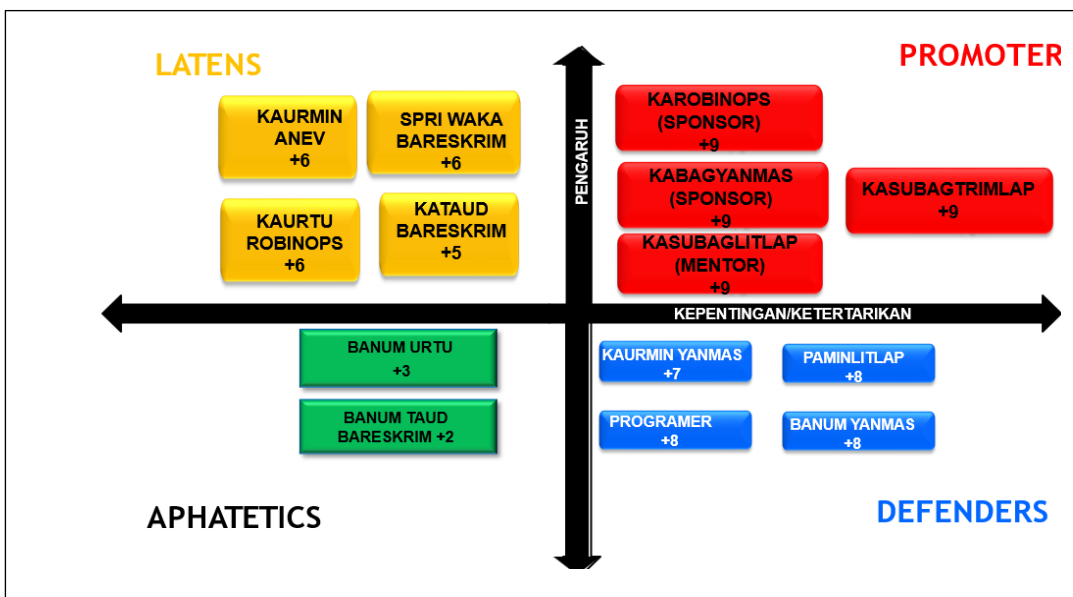 LATENS
PROMOTER
KAURMIN
ANEV
+6
SPRI WAKA
BARESKRIM
+6
KAURTU
ROBINOPS
+6
KATAUD
BARESKRIM
+5
PENGARUH
KAROBINOPS
(SPONSOR)
+9
KABAGYANMAS
(SPONSOR)
+9
KASUBAGLITLAP
(MENTOR)
+9
KASUBAGTRIMLAP
+9
KEPENTINGAN/KETERTARIKAN
BANUM URTU
+3
BANUM TAUD
BARESKRIM +2
KAURMIN YANMAS
+7
PAMINLITLAP
+8
PROGRAMER
+8
BANUM YANMAS
+8
APHATETICS
DEFENDERS